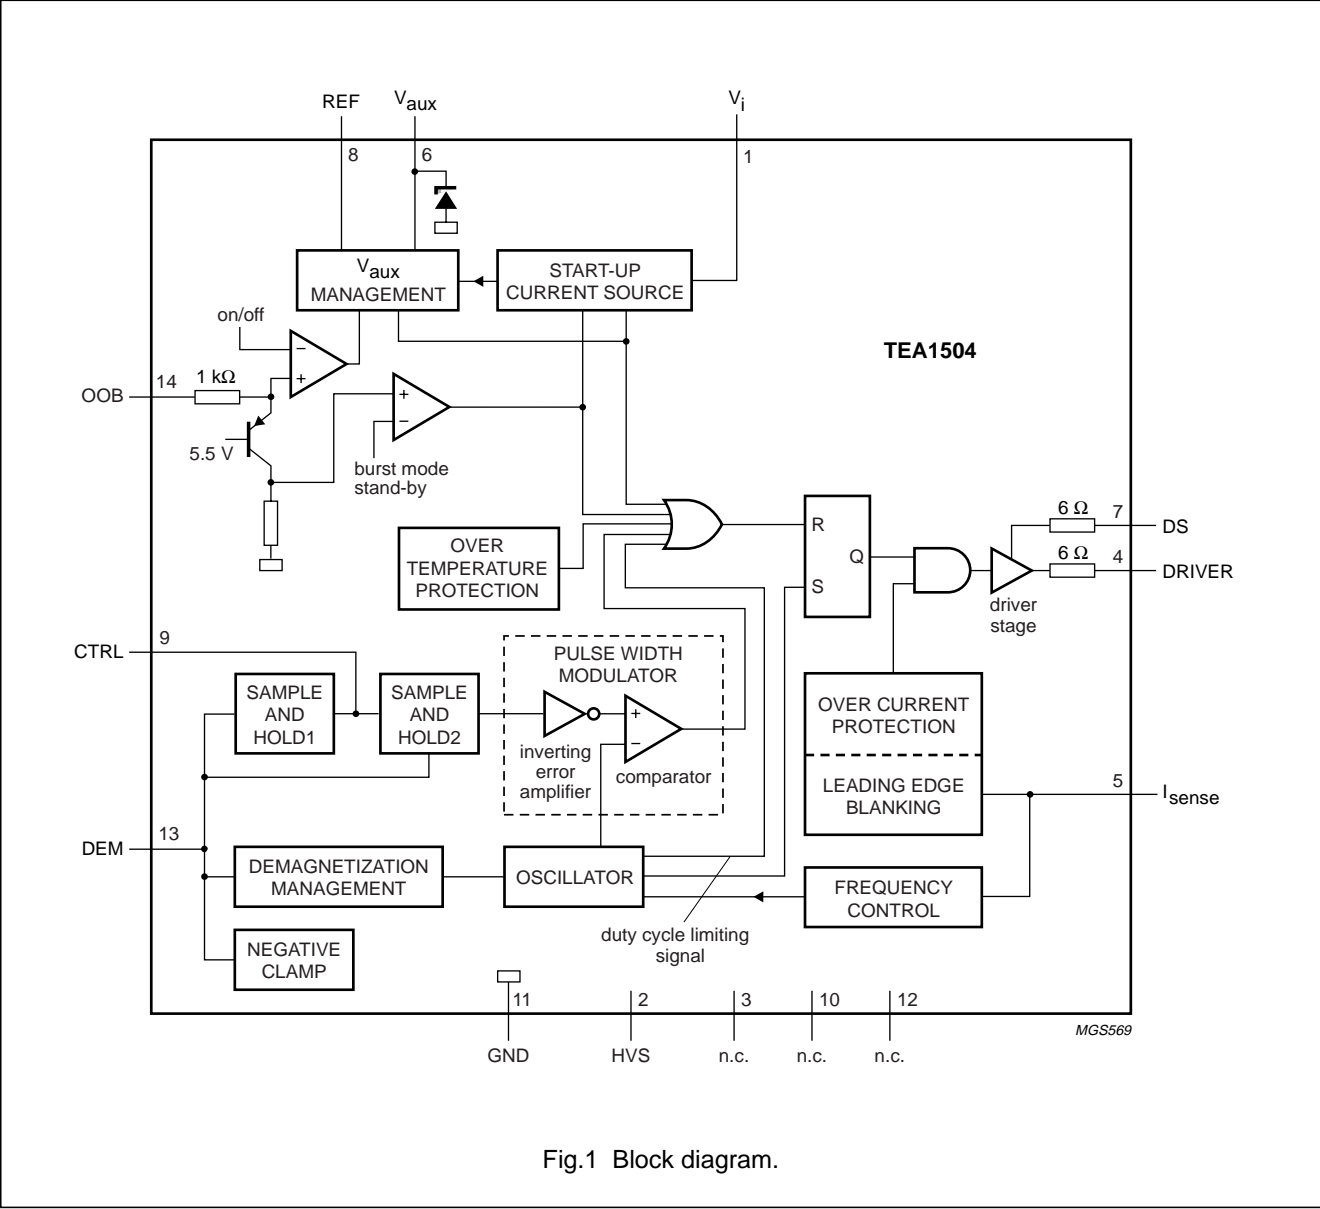 REF
Vaux
Vi
8
6
1
Vaux
MANAGEMENT
START-UP
CURRENT SOURCE
on/off
TEA1504
−
+
14
1 kΩ
OOB
+
−
5.5 V
burst mode
stand-by
OVER
TEMPERATURE
PROTECTION
R
Q
S
6 Ω
7
DS
6 Ω
4
DRIVER
driver
stage
9
CTRL
SAMPLE
AND
HOLD1
SAMPLE
AND
HOLD2
PULSE WIDTH
MODULATOR
+
−
inverting
error
amplifier
comparator
OVER CURRENT
PROTECTION
LEADING EDGE
BLANKING
5
Isense
13
DEM
DEMAGNETIZATION
MANAGEMENT
OSCILLATOR
FREQUENCY
CONTROL
NEGATIVE
CLAMP
duty cycle limiting
signal
11
2
3
10
12
GND
HVS
n.c.
n.c.
n.c.
MGS569
Fig.1 Block diagram.